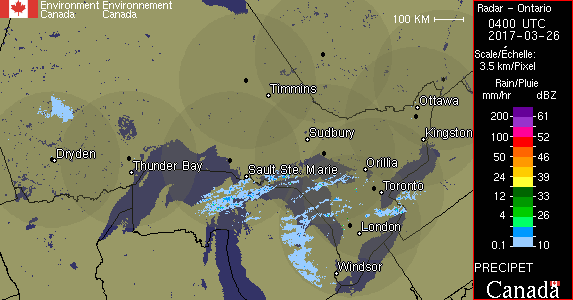 Environment Environnement
Canada Canada
Radar - Ontario
0400 UTC
2017-03-26
100 KM
Scale/Échelle:
3.5 km/Pixel
Rain/Pluie
mm/hr dBZ
200 61
100 52
50 46
24 39
12 33
4 26
1 20
0.1 10
PRECIPET
Canada
Timmins
Ottawa
Sudbury
Kingston
Dryden
Thunder Bay
Sault Ste. Marie
Orillia
Toronto
London
Windsor